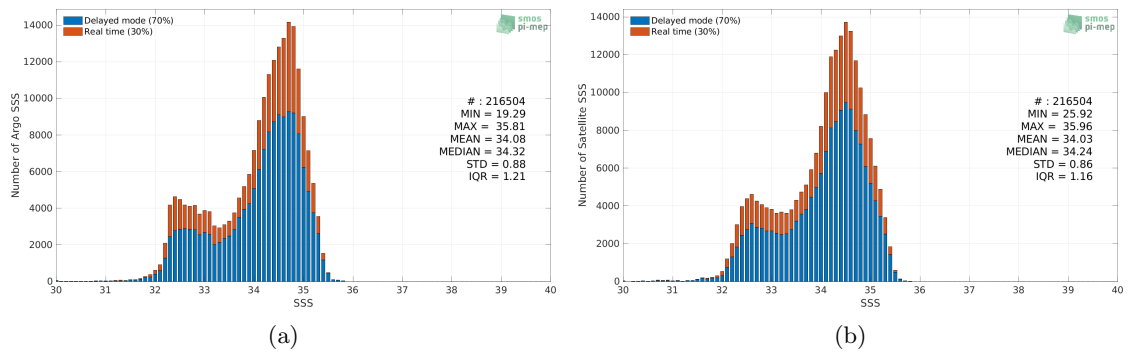 Delayed mode (70%)
Real time (30%)
smos
pi-mep
# : 216504
MIN = 19.29
MAX = 35.81
MEAN = 34.08
MEDIAN = 34.32
STD = 0.88
IQR = 1.21
Number of Argo SSS
14000
12000
10000
8000
6000
4000
2000
0
30 31 32 33 34 35 36 37 38 39 40
SSS
(a)
Delayed mode (70%)
Real time (30%)
smos
pi-mep
# : 216504
MIN = 25.92
MAX = 35.96
MEAN = 34.03
MEDIAN = 34.24
STD = 0.86
IQR = 1.16
Number of Satellite SSS
14000
12000
10000
8000
6000
4000
2000
0
30 31 32 33 34 35 36 37 38 39 40
SSS
(b)